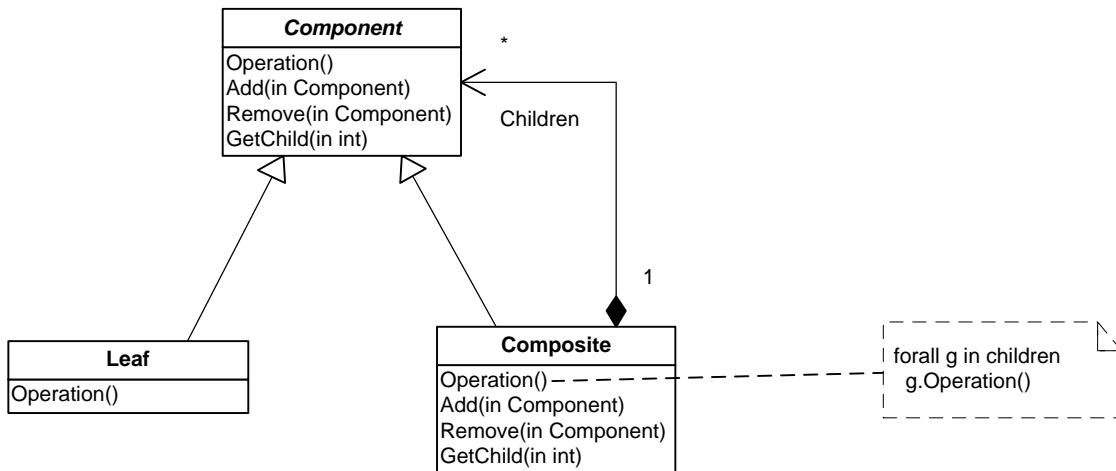 Component
Operation()
Add(in Component)
Remove(in Component)
GetChild(in int)
*
Children
1
Leaf
Operation()
Composite
Operation()
Add(in Component)
Remove(in Component)
GetChild(in int)
forall g in children
g.Operation()